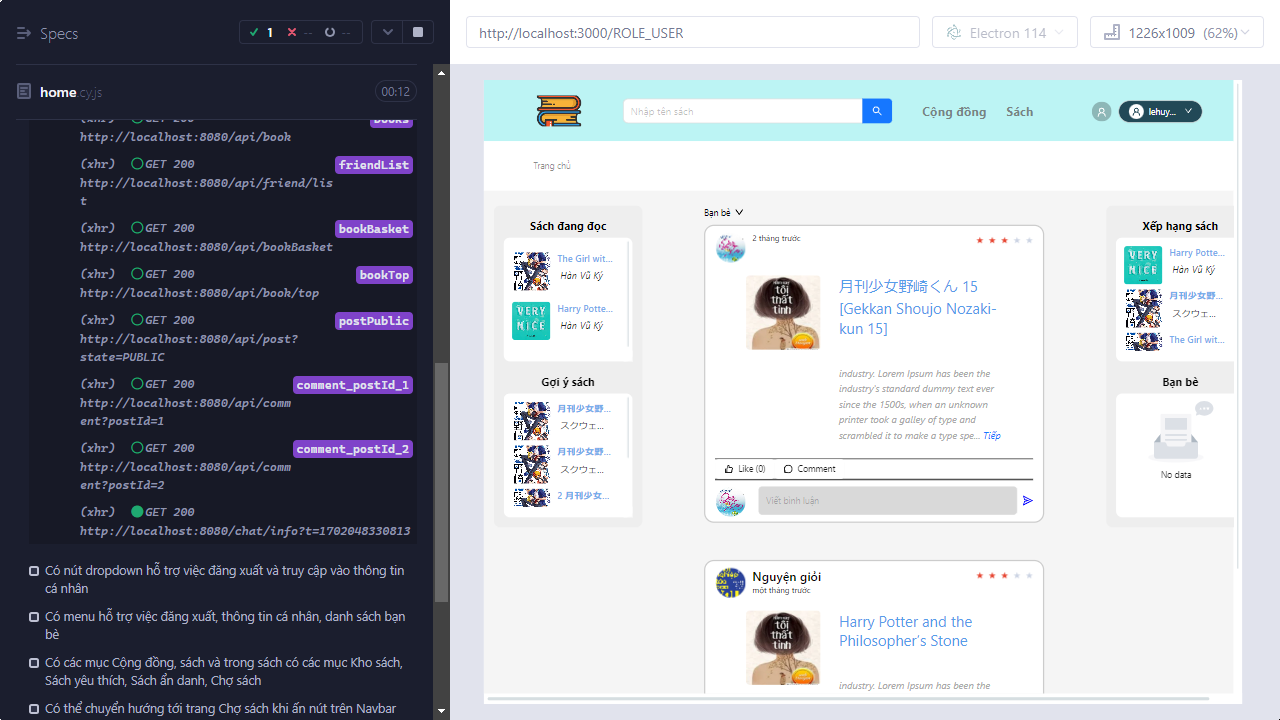 Specs
1
--
--
http://localhost:3000/ROLE_USER
Electron 114
1226x1009 (62%)
home.cy.js
00:12
(xhr) GET 200 books
http://localhost:8080/api/book
(xhr) GET 200 friendList
http://localhost:8080/api/friend/lis
t
(xhr) GET 200 bookBasket
http://localhost:8080/api/bookBasket
(xhr) GET 200 bookTop
http://localhost:8080/api/book/top
(xhr) GET 200 postPublic
http://localhost:8080/api/post?
state=PUBLIC
(xhr) GET 200 comment_postId_1
http://localhost:8080/api/comm
ent?postId=1
(xhr) GET 200 comment_postId_2
http://localhost:8080/api/comm
ent?postId=2
(xhr) GET 200
http://localhost:8080/chat/info?t=1702048330813
Có nút dropdown hỗ trợ việc đăng xuất và truy cập vào thông tin
cá nhân
Có menu hỗ trợ việc đăng xuất, thông tin cá nhân, danh sách bạn
bè
Có các mục Cộng đồng, sách và trong sách có các mục Kho sách,
Sách yêu thích, Sách ẩn danh, Chợ sách
Có thể chuyển hướng tới trang Chợ sách khi ấn nút trên Navbar
Nhập tên sách
Cộng đồng
Sách
lehuy...
Trang chủ
Sách đang đọc
The Girl wit...
Hàn Vũ Ký
VERY
NICE
Harry Potte...
Hàn Vũ Ký
Gợi ý sách
月刊少女野...
スクウェ...
月刊少女野...
スクウェ...
2 月刊少女...
Bạn bè
2 tháng trước
tôi
thất
tình
月刊少女野崎くん 15
[Gekkan Shoujo Nozaki-
kun 15]
industry. Lorem Ipsum has been the
industry's standard dummy text ever
since the 1500s, when an unknown
printer took a galley of type and
scrambled it to make a type spe... Tiếp
Like (0)
Comment
Viết bình luận
Nguyện giỏi
một tháng trước
tôi
thất
tình
Harry Potter and the
Philosopher's Stone
industry. Lorem Ipsum has been the
Xếp hạng sách
VERY
NICE
Harry Potte...
Hàn Vũ Ký
月刊少女野...
スクウェ...
The Girl wit...
Bạn bè
No data